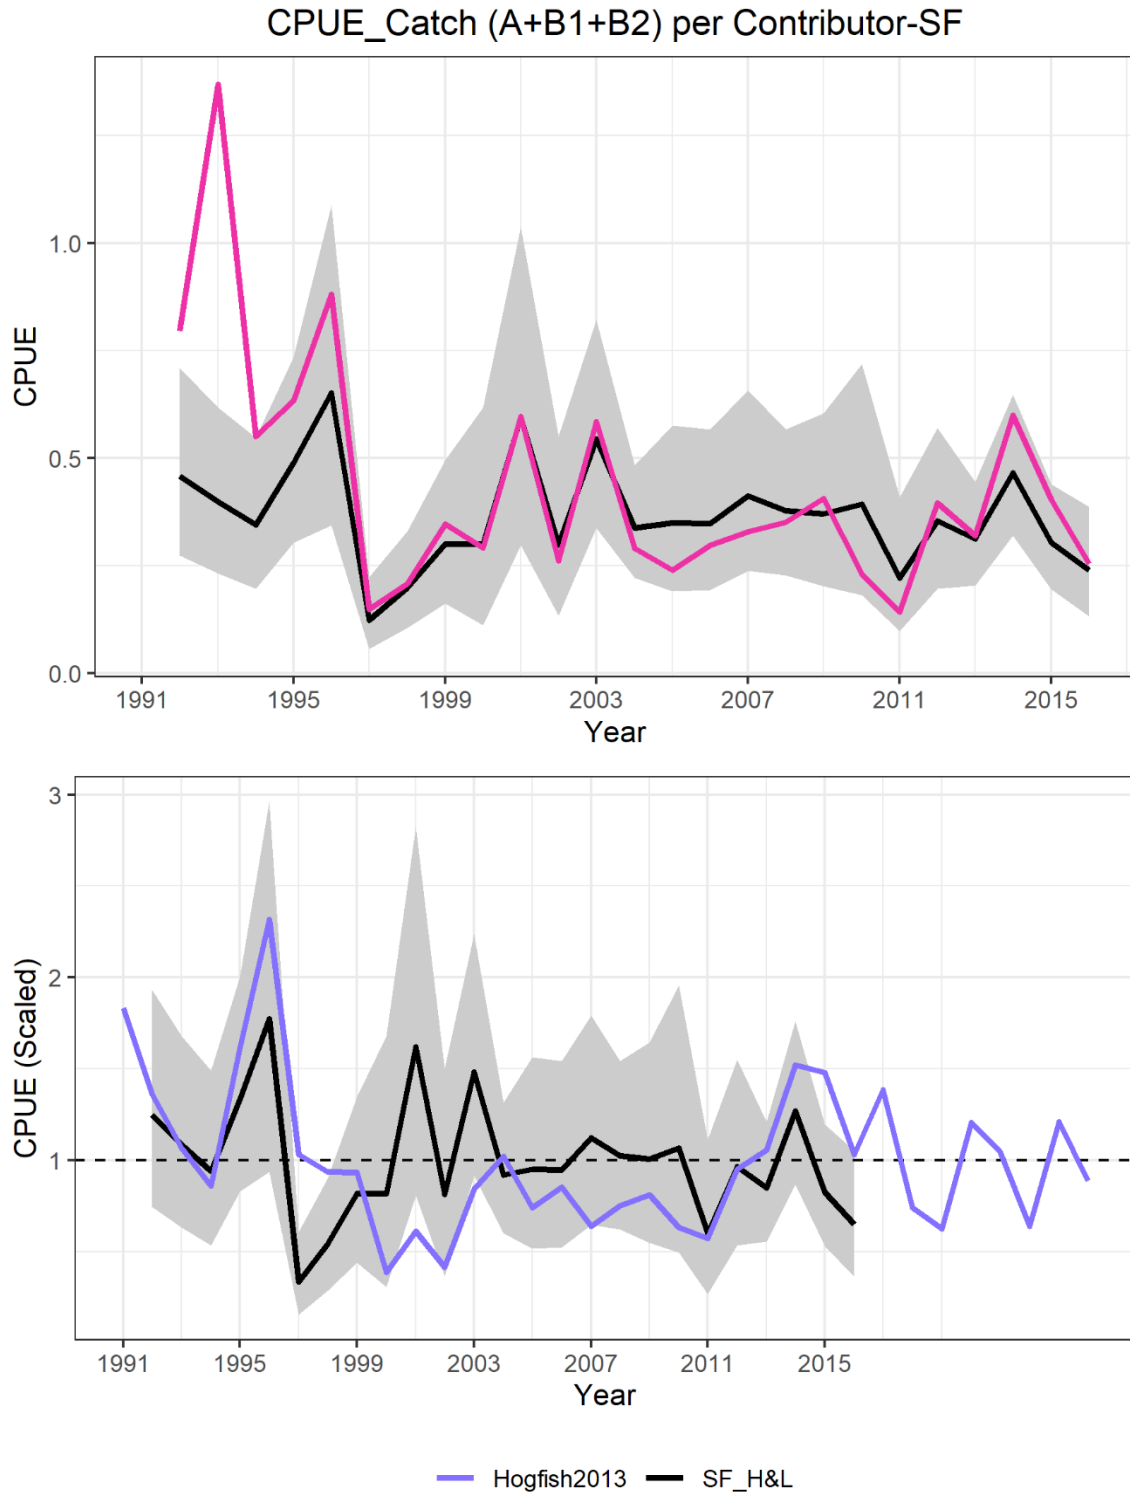 CPUE_Catch (A+B1+B2) per Contributor-SF
CPUE
1.0
0.5
0.0
1991 1995 1999 2003 2007 2011 2015
Year
CPUE (Scaled)
3
2
1
1991 1995 1999 2003 2007 2011 2015
Year
Hogfish2013 SF_H&L